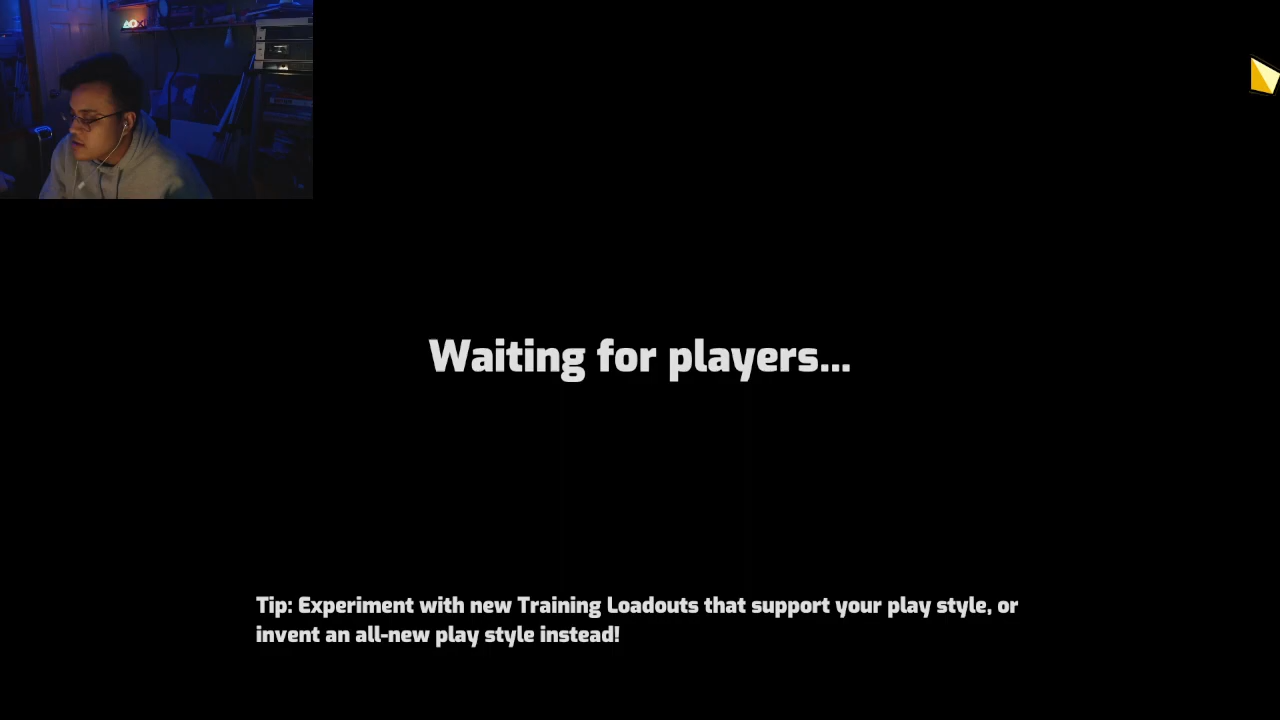 Waiting for players...
Tip: Experiment with new Training Loadouts that support your play style, or
invent an all-new play style instead!